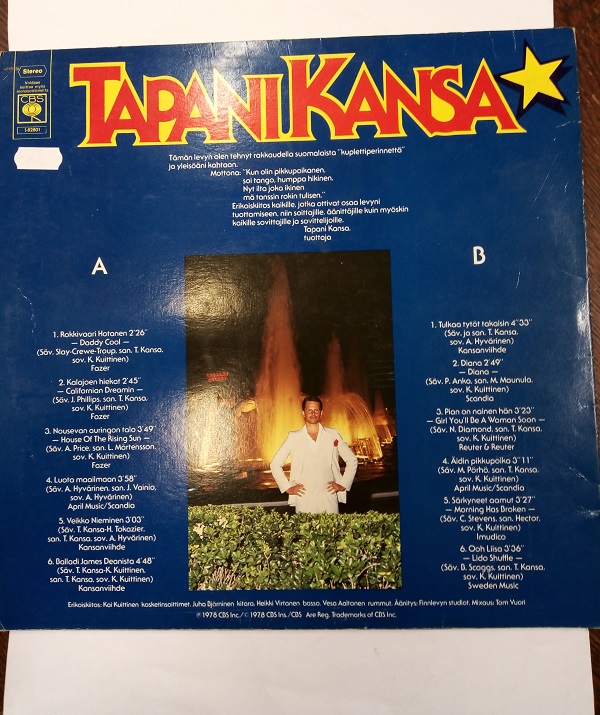 Stereo
Voidaan
soittaa myös
monosoittimella
CBS
S 82801
TAPANI KANSA
Tämän levyn olen tehnyt rakkaudella suomalaista "kuplettiperinnettä"
ja yleisöäni kohtaan.
Mottona: "Kun olin pikkupoikanen,
soi tango, humppa hikinen.
Nyt ilta joka ikinen
mä tanssin rokin tulisen."
Erikoiskiitos kaikille, jotka ottivat osaa levyni
tuottamiseen, niin soittajille, äänittäjille kuin myöskin
kaikille sovittajille ja sovittelijoille.
Tapani Kansa,
tuottaja
A
1. Rokkivaari Hotanen 2'26"
— Daddy Cool —
(Säv. Slay-Crewe-Troup, san. T. Kansa,
sov. K. Kuittinen)
Fazer
2. Kalajoen hiekat 2'45"
— Californian Dreamin —
(Säv. J. Phillips, san. T. Kansa,
sov. K. Kuittinen)
Fazer
3. Nousevan auringon talo 3'49"
— House Of The Rising Sun —
(Säv. A. Price, san. L. Mårtensson,
sov. K. Kuittinen)
Fazer
4. Luota maailmaan 3'58"
(Säv. A. Hyvärinen, san. J. Vainio,
sov. A. Hyvärinen)
April Music/Scandia
5. Veikko Nieminen 3'03"
(Säv. T. Kansa-H. Takazier,
san. T. Kansa, sov. A. Hyvärinen)
Kansanviihde
6. Balladi James Deanista 4'48"
(Säv. T. Kansa-K. Kuittinen,
san. T. Kansa, sov. K. Kuittinen)
Kansanviihde
B
1. Tulkaa tytöt takaisin 4'33"
(Säv. ja san. T. Kansa,
sov. A. Hyvärinen)
Kansanviihde
2. Diana 2'49"
— Diana —
(Säv. P. Anka, san. M. Maunula,
sov. K. Kuittinen)
Scandia
3. Pian on nainen hän 3'23"
— Girl You'll Be A Woman Soon —
(Säv. N. Diamond, san. T. Kansa,
sov. K. Kuittinen)
Reuter & Reuter
4. Äidin pikkupoika 3'11"
(Säv. M. Pörhö, san. T. Kansa,
sov. K. Kuittinen)
April Music/Scandia
5. Särkyneet aamut 3'27"
— Morning Has Broken —
(Säv. C. Stevens, san. Hector,
sov. K. Kuittinen)
Imudico
6. Ooh Liisa 3'36"
— Lido Shuffle —
(Säv. B. Scaggs, san. T. Kansa,
sov. K. Kuittinen)
Sweden Music
Erikoiskiitos: Kai Kuittinen kosketinsoittimet, Juha Björninen kitara, Heikki Virtanen basso, Vesa Aaltonen rummut. Äänitys: Finnlevyn studiot. Mixaus: Tom Vuori
℗ 1978 CBS Inc./© 1978 CBS Ins./CBS Are Reg. Trademarks of CBS Inc.